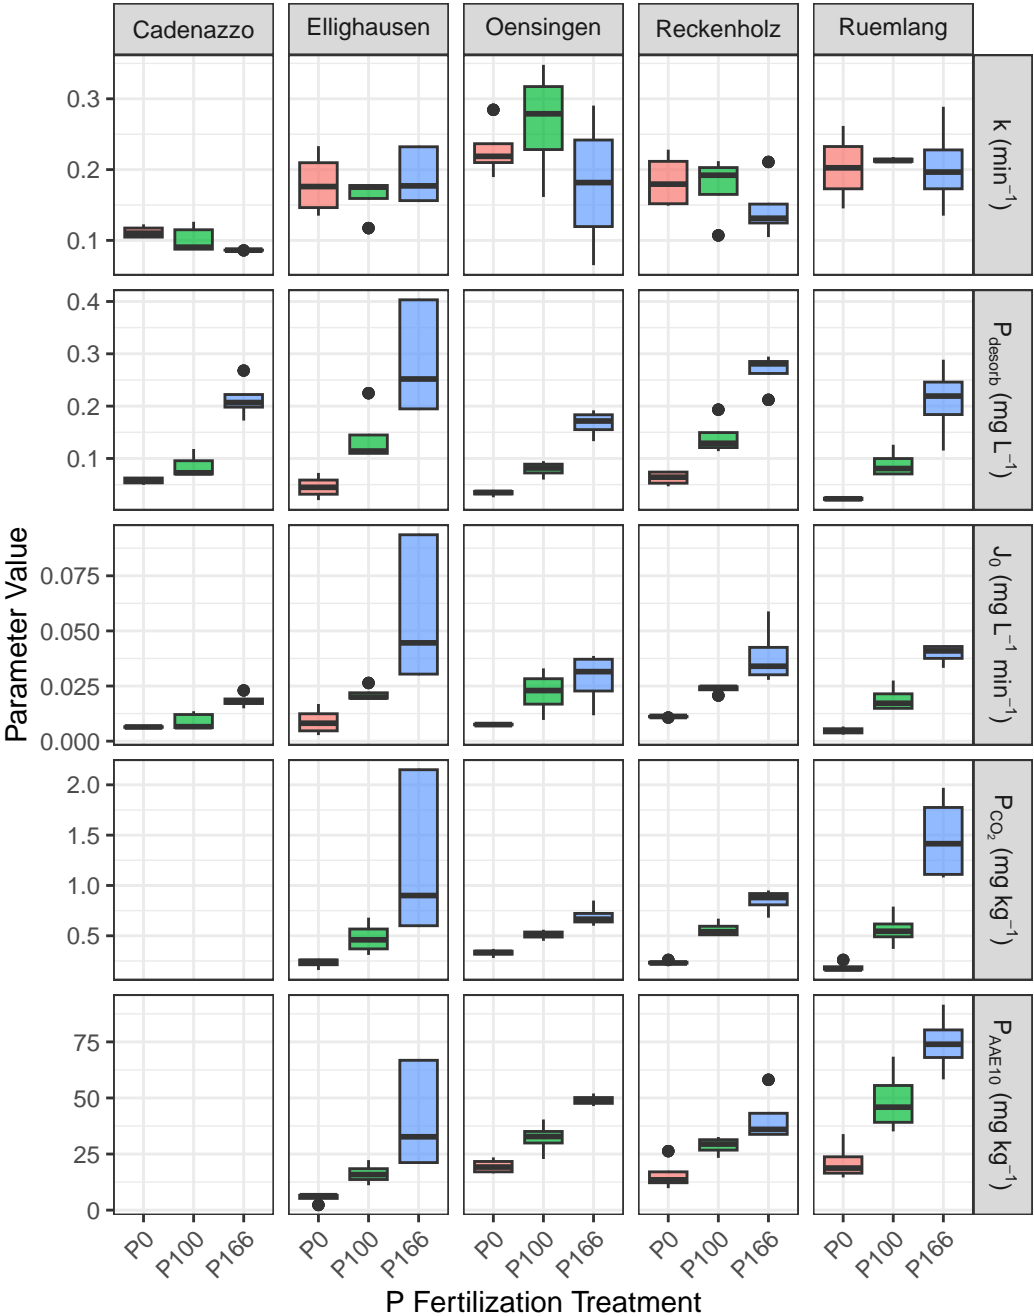 Cadenazzo Ellighausen Oensingen Reckenholz Ruemlang
0.3
0.2
0.1
k (min⁻¹)
0.4
0.3
0.2
0.1
P_desorb (mg L⁻¹)
0.075
0.050
0.025
0.000
J₀ (mg L⁻¹ min⁻¹)
2.0
1.5
1.0
0.5
P_CO₂ (mg kg⁻¹)
75
50
25
0
P_AAE10 (mg kg⁻¹)
Parameter Value
P0 P100 P166 P0 P100 P166 P0 P100 P166 P0 P100 P166 P0 P100 P166
P Fertilization Treatment